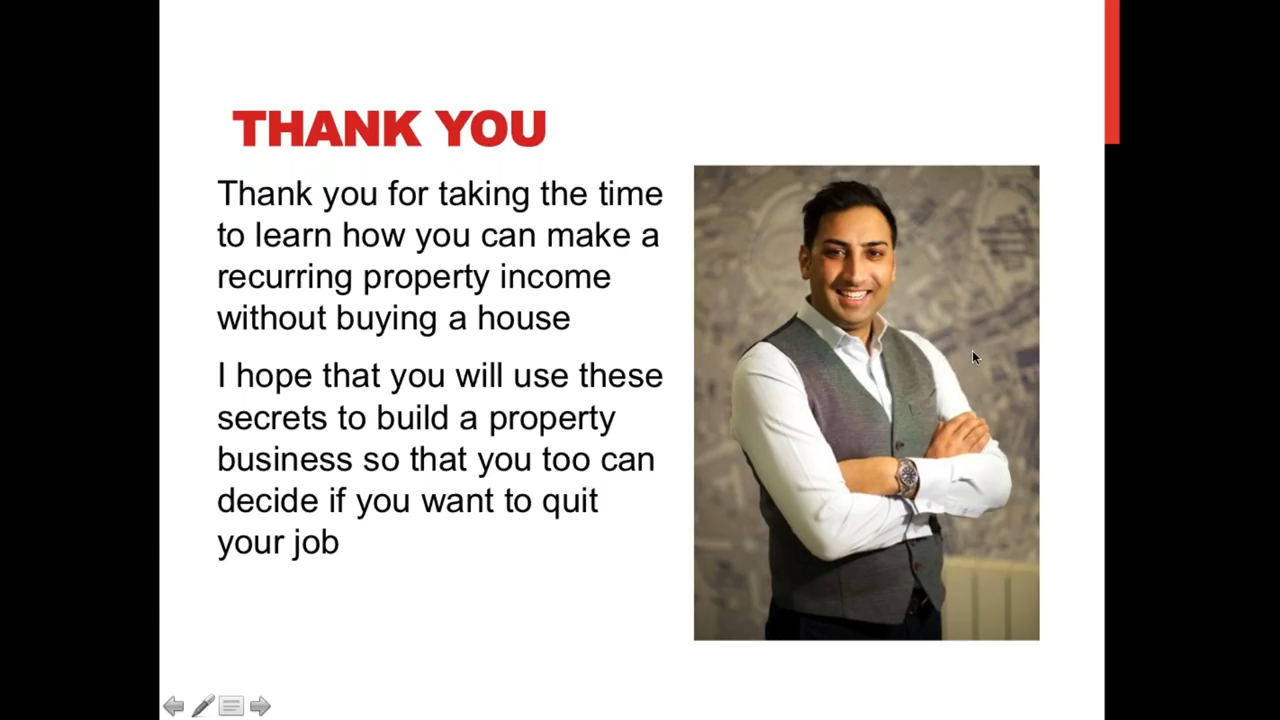 THANK YOU
Thank you for taking the time
to learn how you can make a
recurring property income
without buying a house
I hope that you will use these
secrets to build a property
business so that you too can
decide if you want to quit
your job